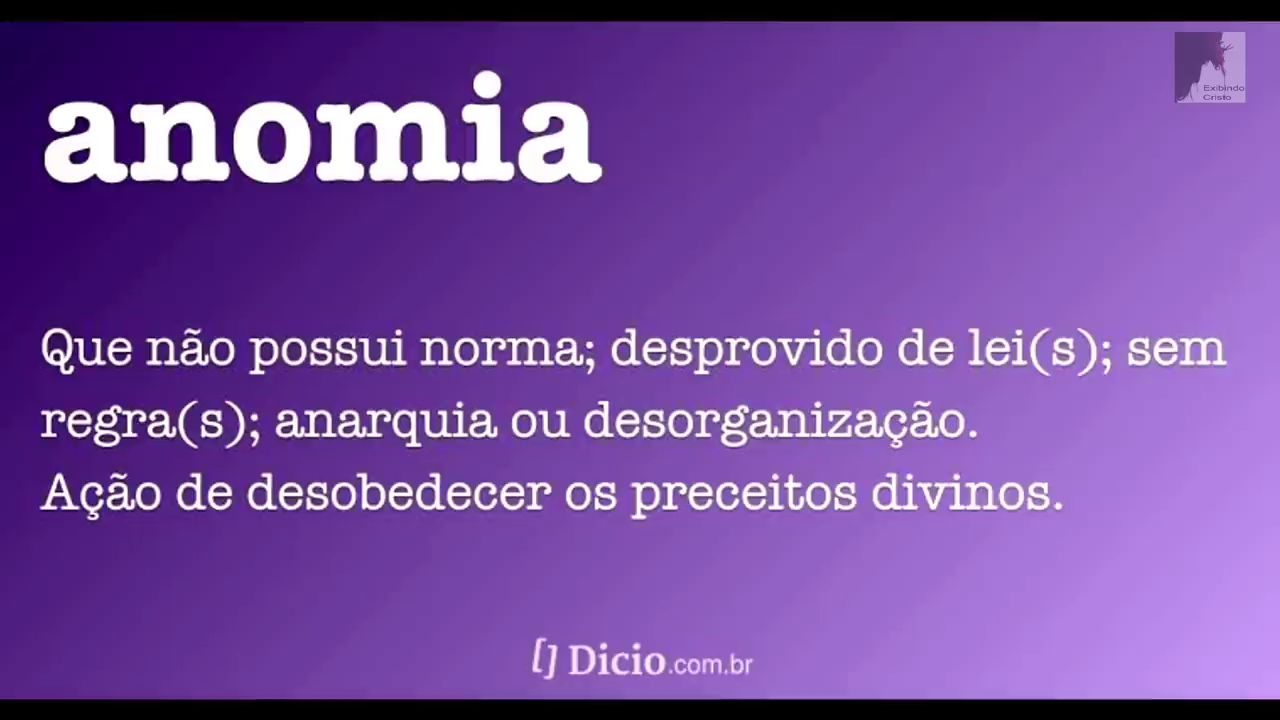 Exibindo
Cristo
anomia
Que não possui norma; desprovido de lei(s); sem
regra(s); anarquia ou desorganização.
Ação de desobedecer os preceitos divinos.
[] Dicio.com.br